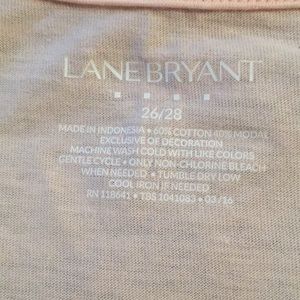 LANE BRYANT
26/28
MADE IN INDONESIA • 60% COTTON 40% MODAL
EXCLUSIVE OF DECORATION
MACHINE WASH COLD WITH LIKE COLORS
GENTLE CYCLE • ONLY NON-CHLORINE BLEACH
WHEN NEEDED • TUMBLE DRY LOW
COOL IRON IF NEEDED
RN 118641 • TBS 1041083 • 03/16